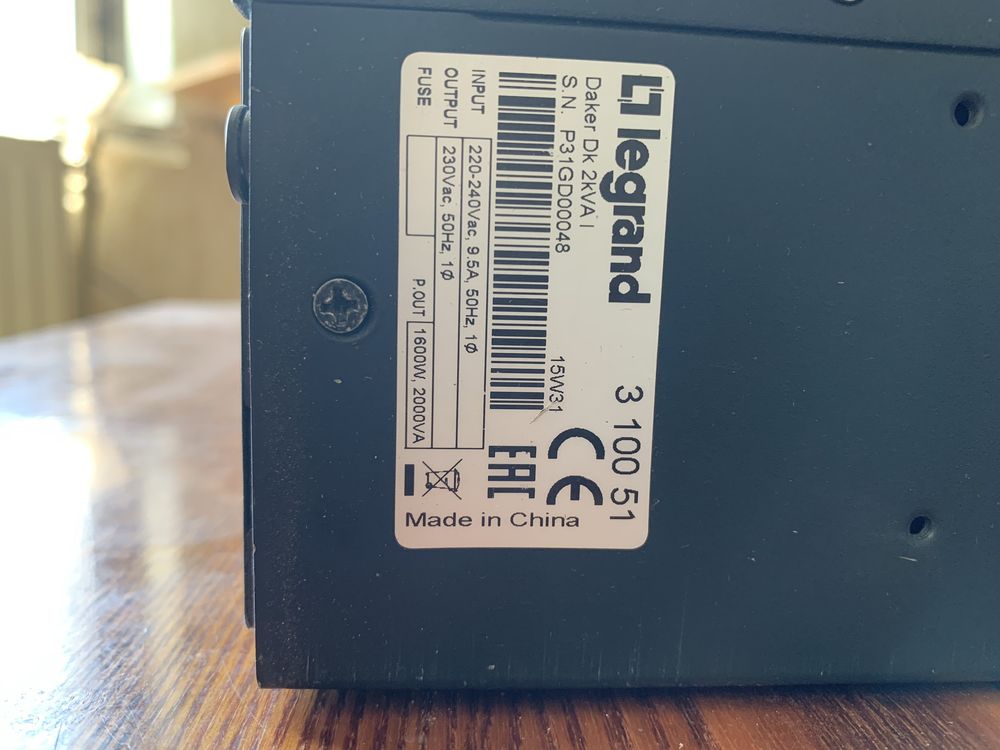 legrand
3 100 51
Daker Dk 2kVA I
S.N. P31GD00048
15W31
CE
EAC
INPUT 220-240Vac, 9.5A, 50Hz, 1Ø
OUTPUT 230Vac, 50Hz, 1Ø
FUSE P.OUT 1600W, 2000VA
Made in China